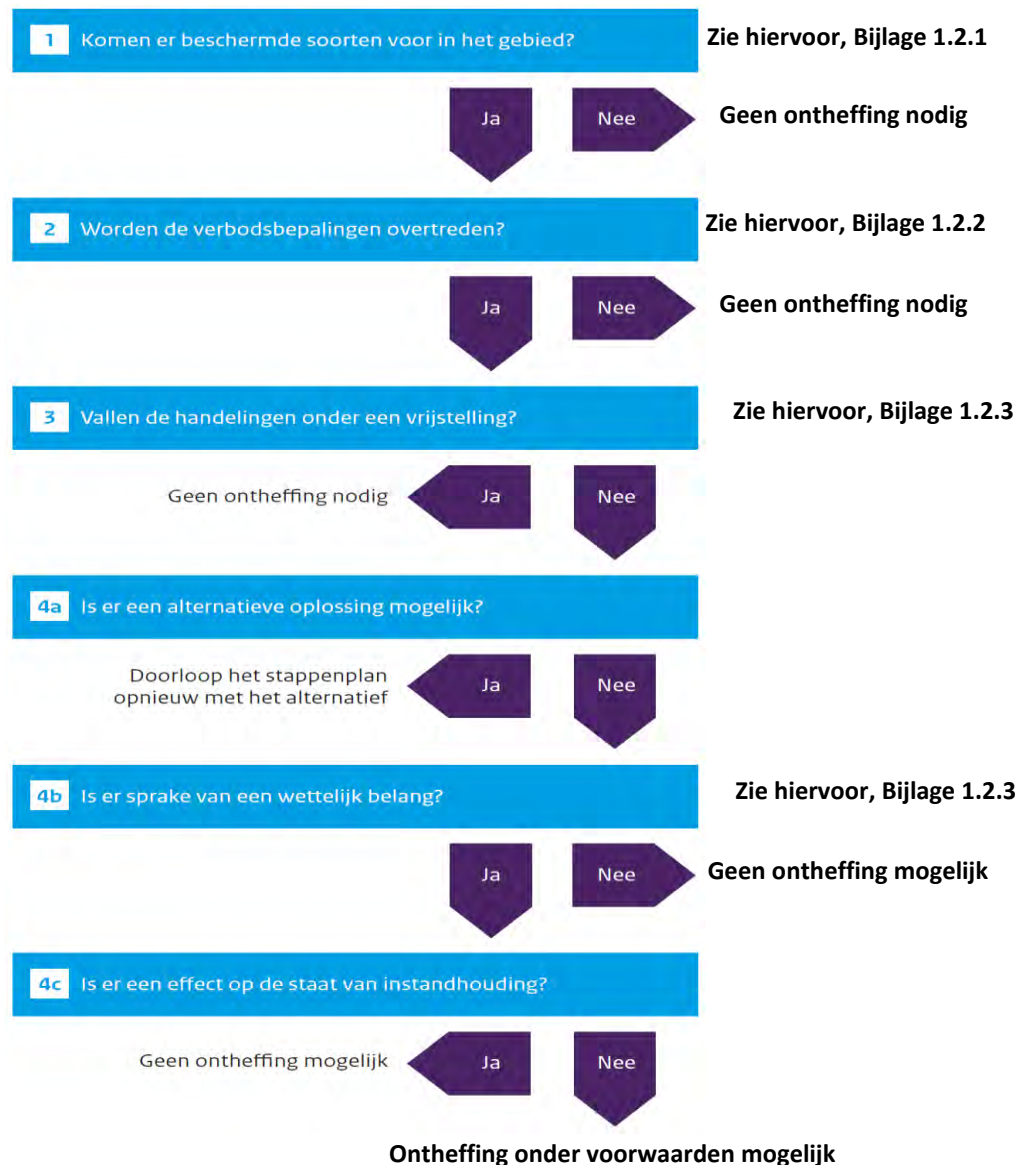 1 Komen er beschermde soorten voor in het gebied? Zie hiervoor, Bijlage 1.2.1
Ja Nee Geen ontheffing nodig
2 Worden de verbodsbepalingen overtreden? Zie hiervoor, Bijlage 1.2.2
Ja Nee Geen ontheffing nodig
3 Vallen de handelingen onder een vrijstelling? Zie hiervoor, Bijlage 1.2.3
Geen ontheffing nodig Ja Nee
4a Is er een alternatieve oplossing mogelijk?
Doorloop het stappenplan
opnieuw met het alternatief Ja Nee
4b Is er sprake van een wettelijk belang? Zie hiervoor, Bijlage 1.2.3
Ja Nee Geen ontheffing mogelijk
4c Is er een effect op de staat van instandhouding?
Geen ontheffing mogelijk Ja Nee
Ontheffing onder voorwaarden mogelijk